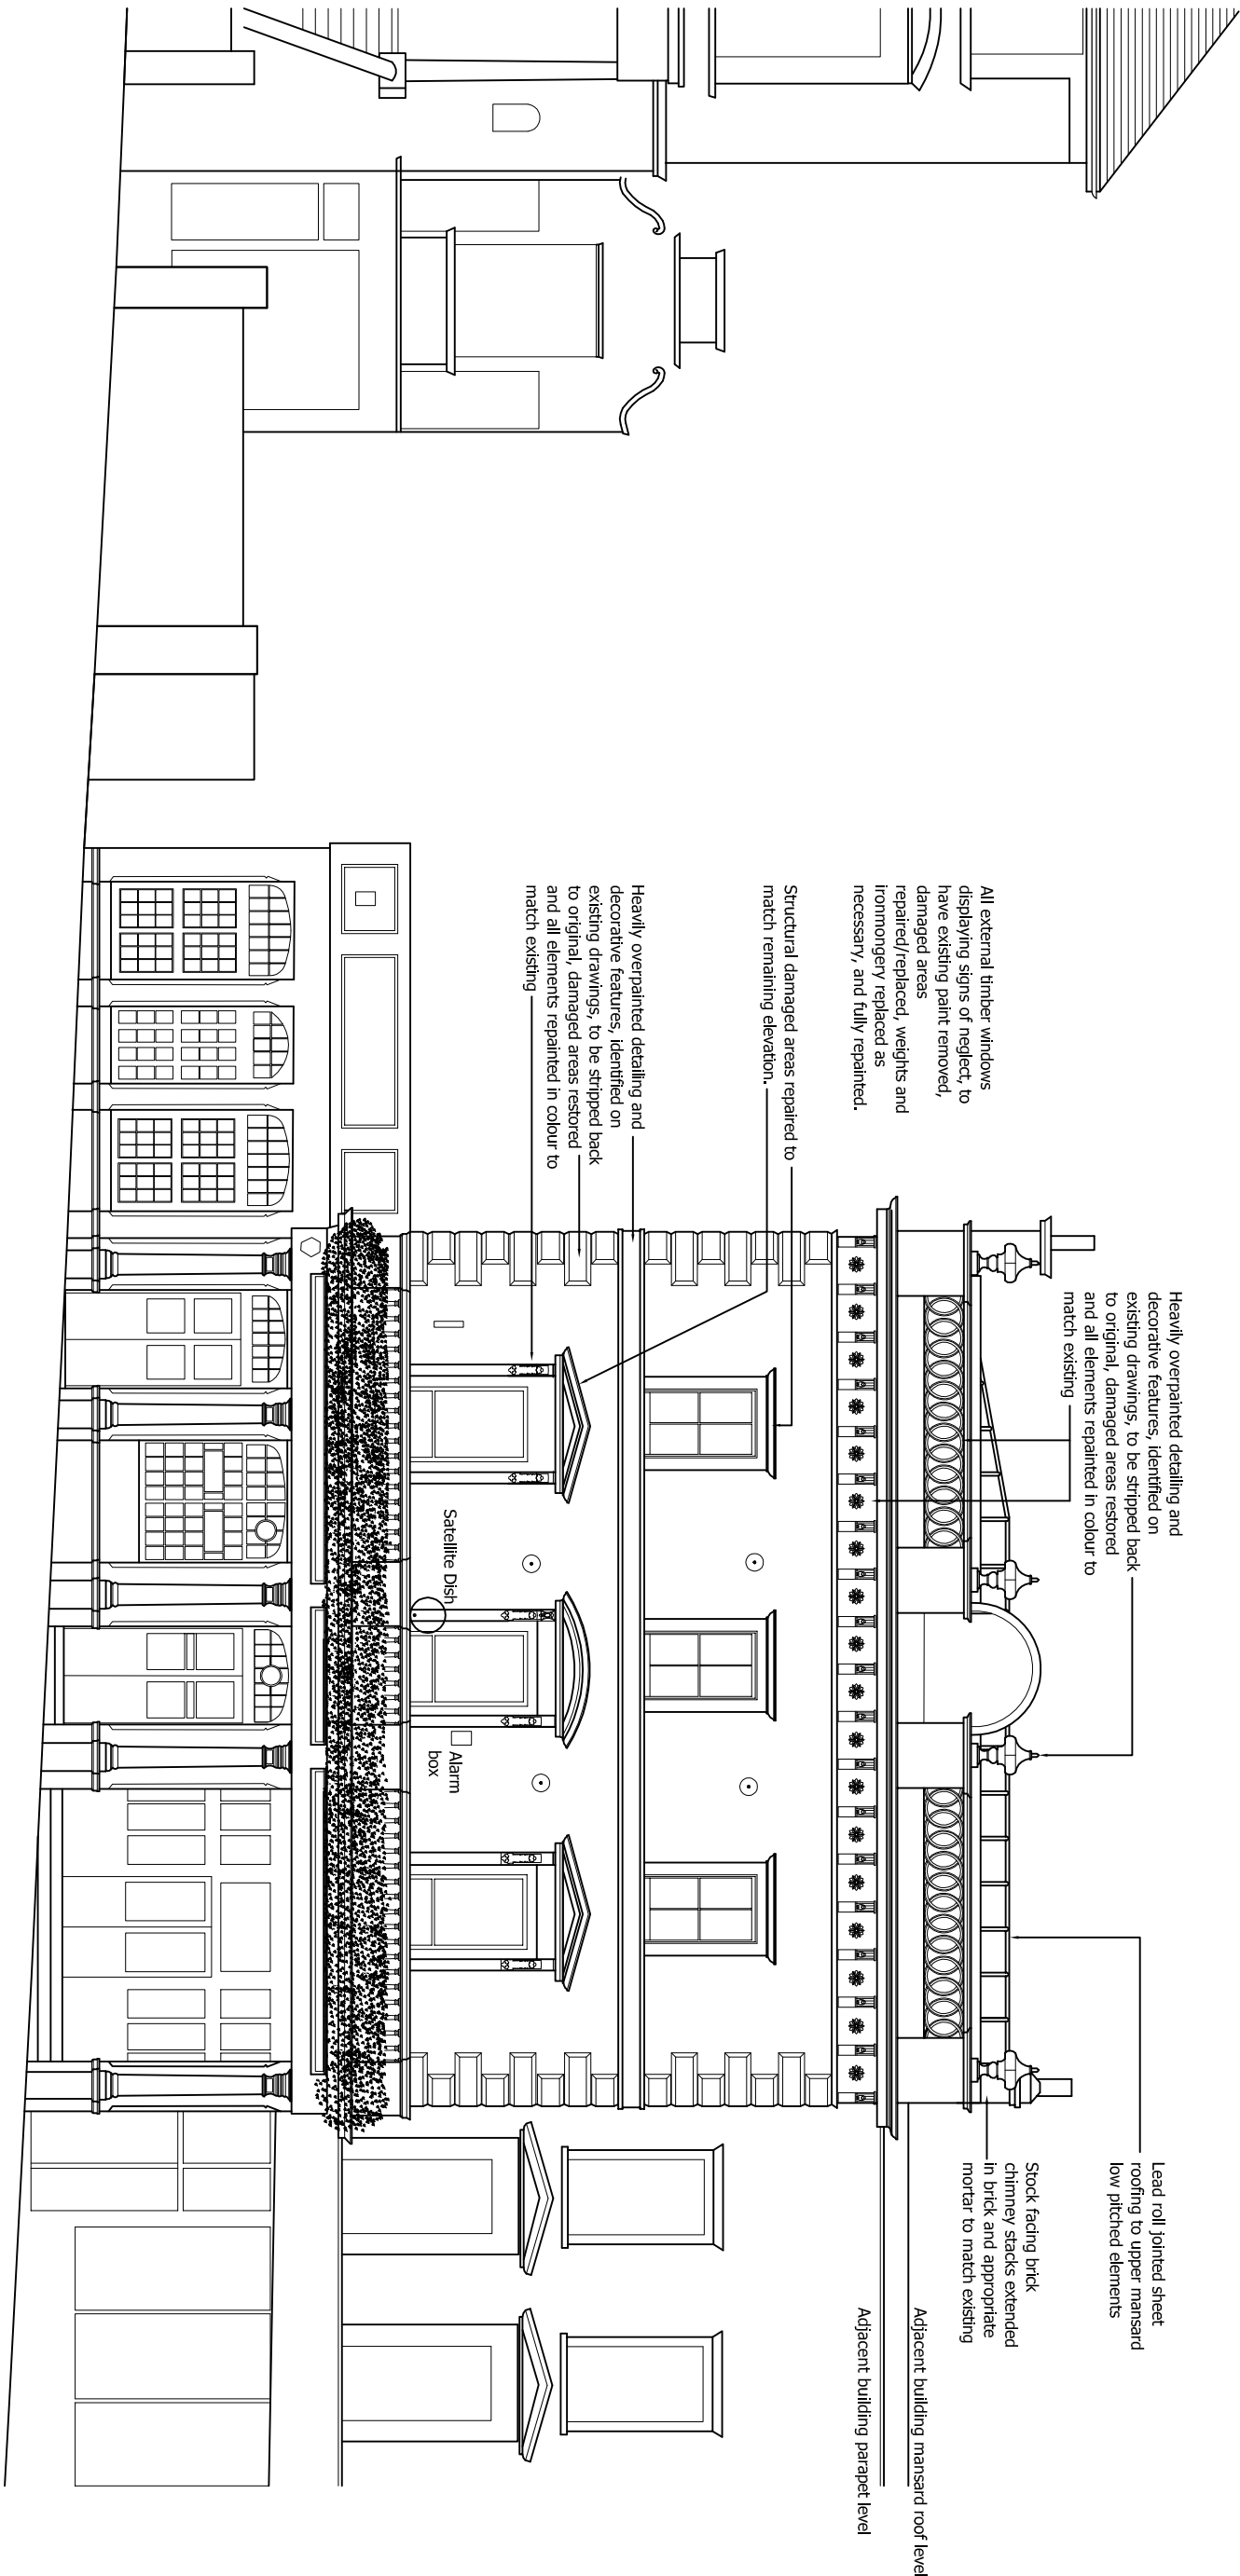 All external timber windows
displaying signs of neglect, to
have existing paint removed,
damaged areas
repaired/replaced, weights and
ironmongery replaced as
necessary, and fully repainted.
Structural damaged areas repaired to
match remaining elevation.
Heavily overpainted detailing and
decorative features, identified on
existing drawings, to be stripped back
to original, damaged areas restored
and all elements repainted in colour to
match existing
Heavily overpainted detailing and
decorative features, identified on
existing drawings, to be stripped back
to original, damaged areas restored
and all elements repainted in colour to
match existing
Satellite Dish
Alarm
box
Lead roll jointed sheet
roofing to upper mansard
low pitched elements
Stock facing brick
chimney stacks extended
in brick and appropriate
mortar to match existing
Adjacent building mansard roof level
Adjacent building parapet level